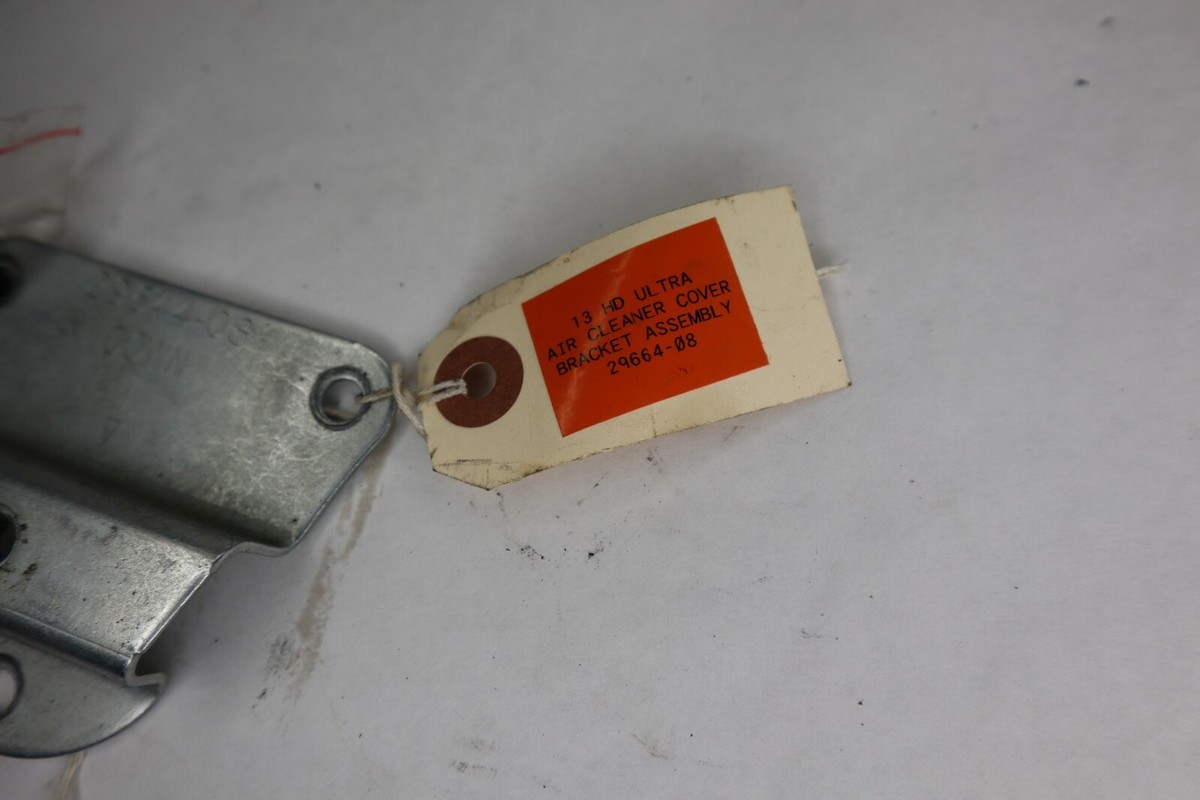 13 HD ULTRA
AIR CLEANER COVER
BRACKET ASSEMBLY
29664-08